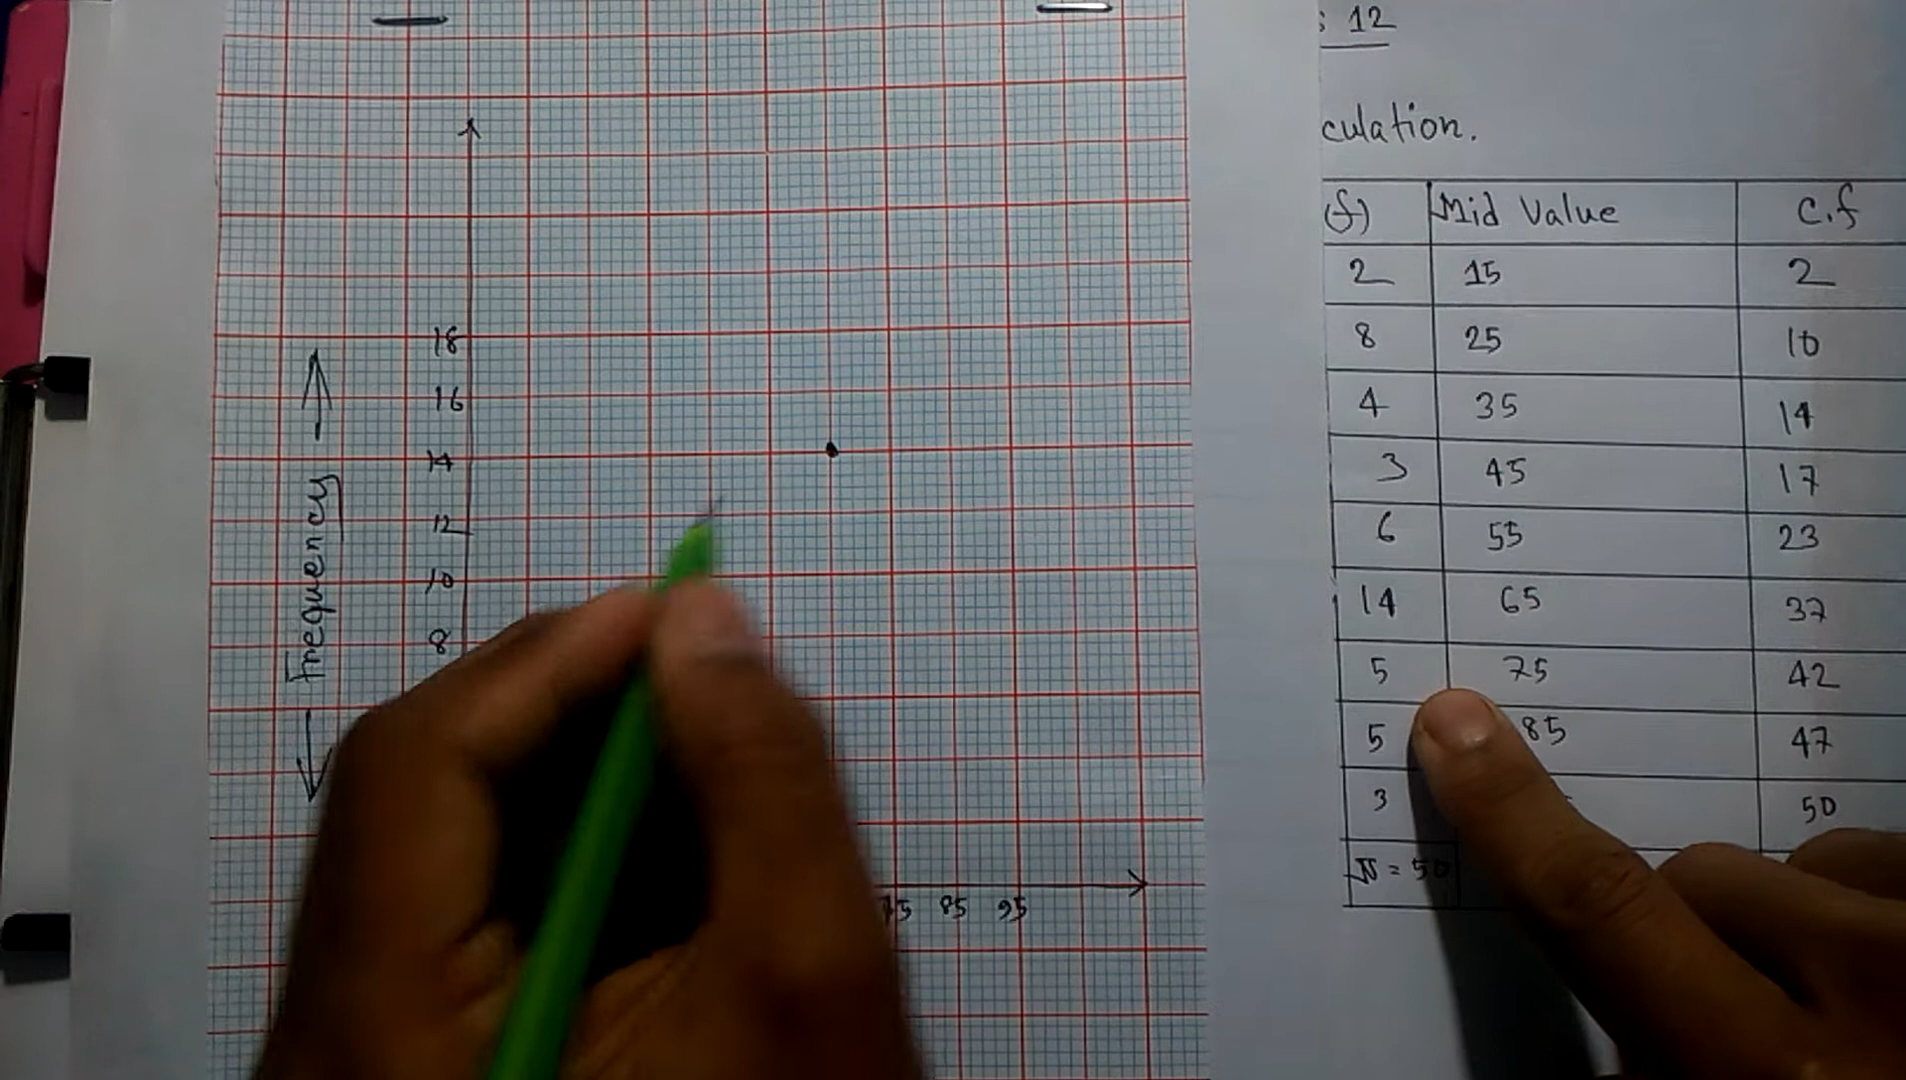 : 12
culation.
(f) Mid Value C.f
2 15 2
8 25 10
4 35 14
3 45 17
6 55 23
14 65 37
5 75 42
5 85 47
3 50
N = 50
18
16
14
12
10
8
Frequency
75 85 95